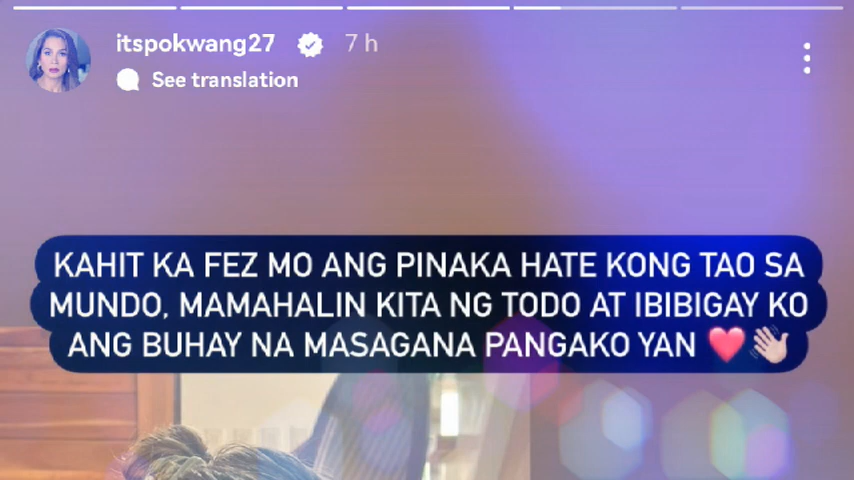 itspokwang27 7 h
See translation
KAHIT KA FEZ MO ANG PINAKA HATE KONG TAO SA
MUNDO, MAMAHALIN KITA NG TODO AT IBIBIGAY KO
ANG BUHAY NA MASAGANA PANGAKO YAN ❤️👋🏻